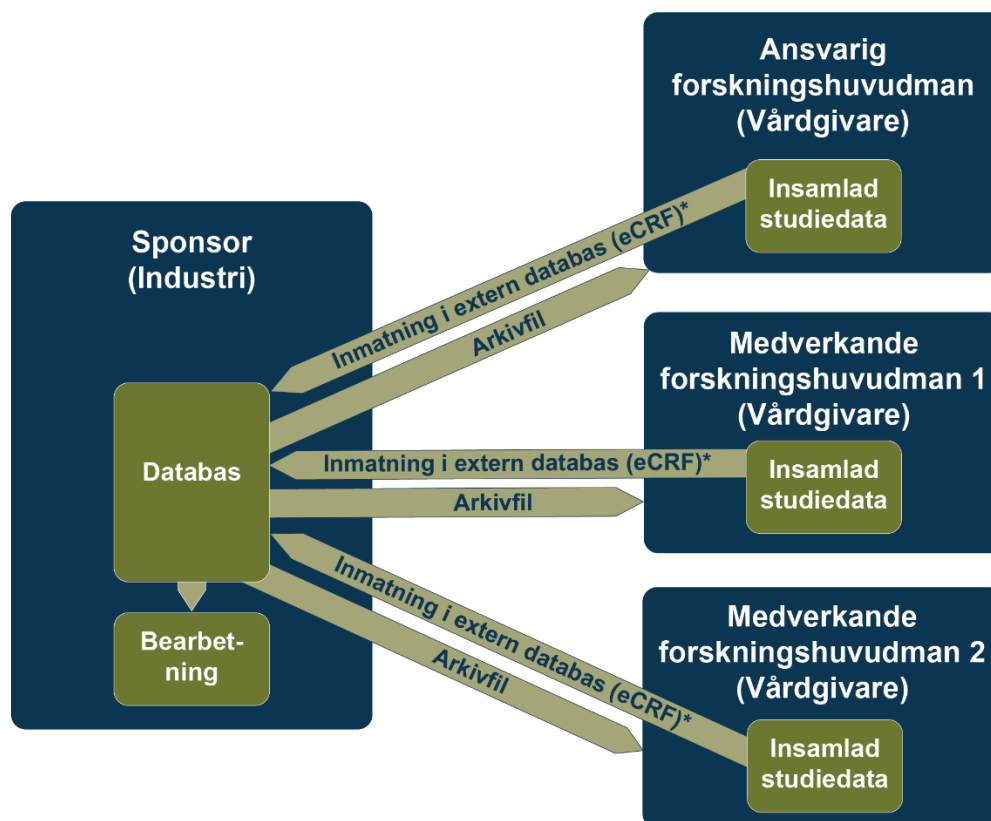 Ansvarig
forskningshuvudman
(Vårdgivare)
Insamlad
studiedata
Sponsor
(Industri)
Inmatning i extern databas (eCRF)*
Arkivfil
Medverkande
forskningshuvudman 1
(Vårdgivare)
Databas
Inmatning i extern databas (eCRF)*
Insamlad
studiedata
Arkivfil
Inmatning i extern databas (eCRF)*
Arkivfil
Bearbet-
ning
Medverkande
forskningshuvudman 2
(Vårdgivare)
Insamlad
studiedata